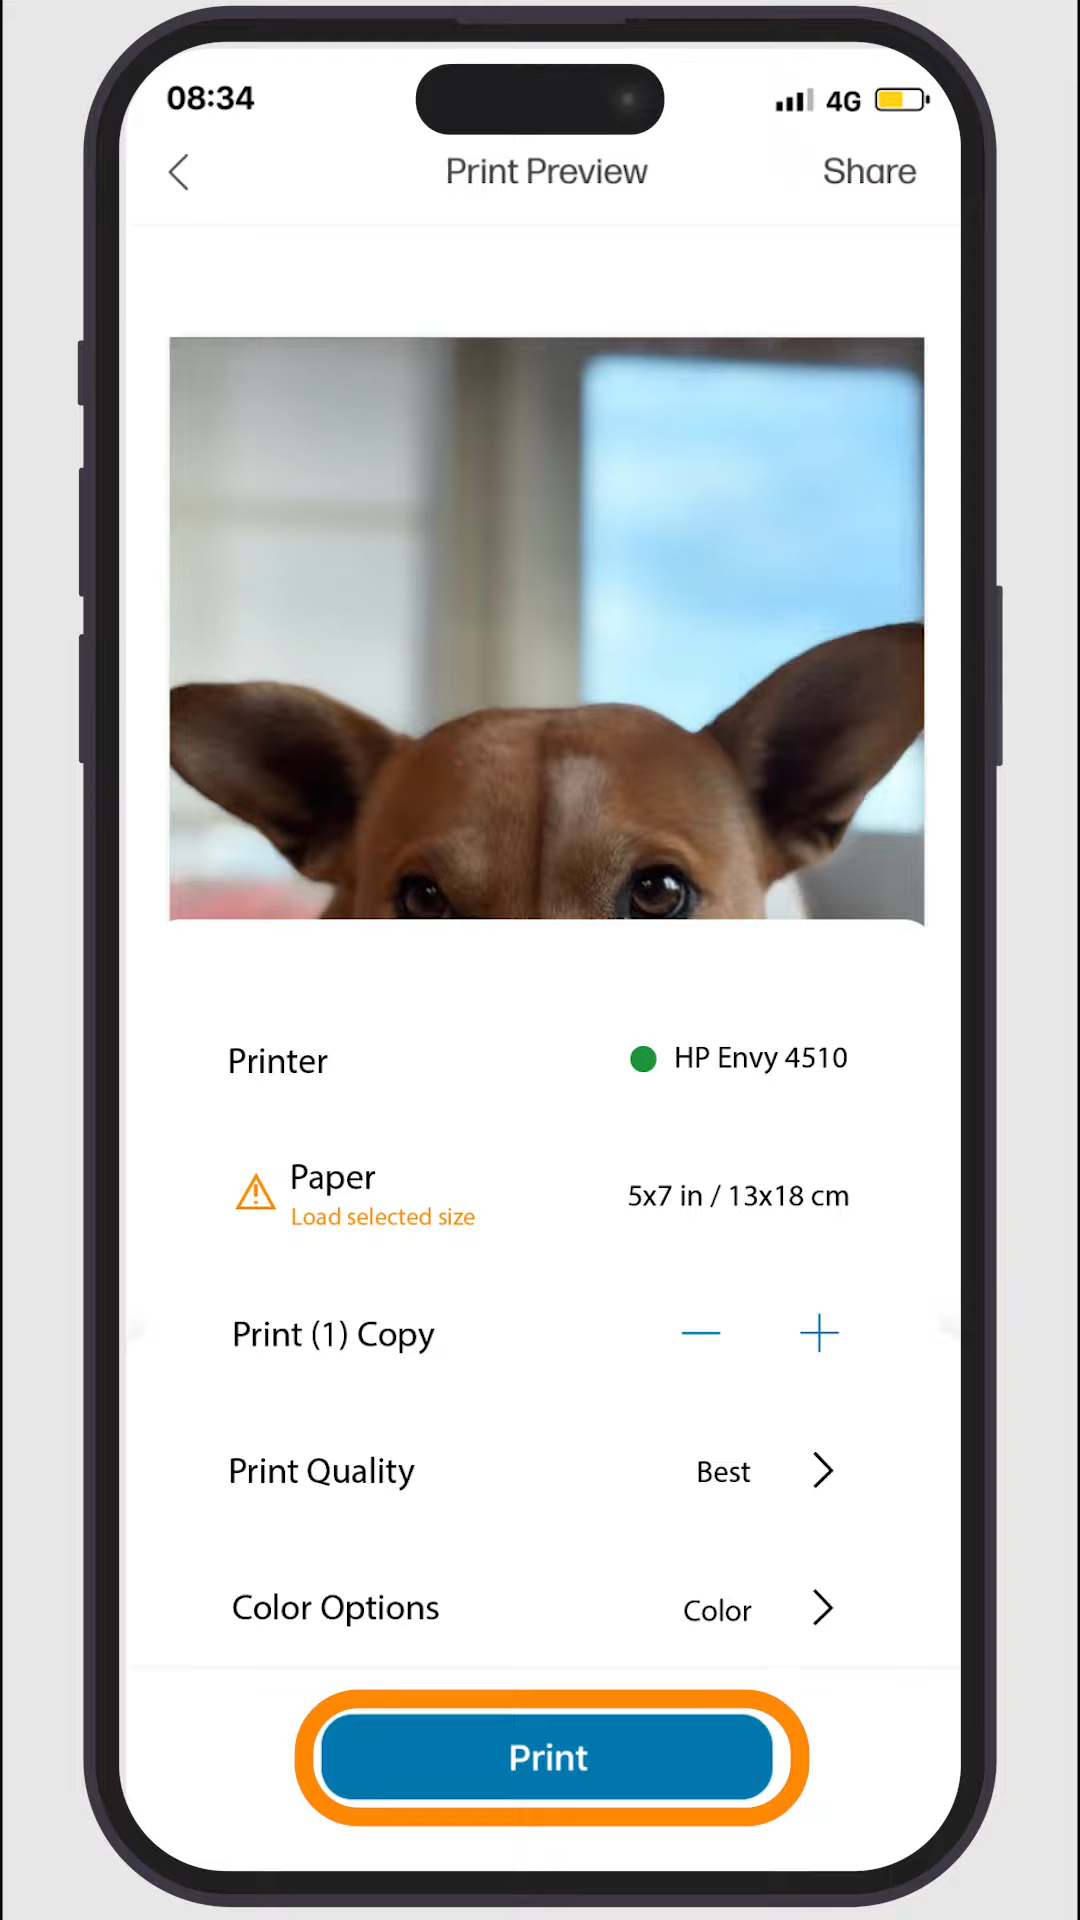 08:34
4G
Print Preview
Share
Printer
HP Envy 4510
Paper
Load selected size
5x7 in / 13x18 cm
Print (1) Copy
Print Quality
Best
Color Options
Color
Print